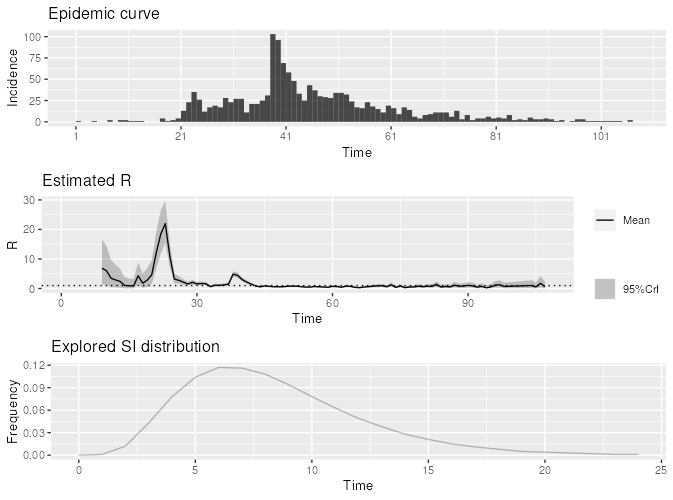 Epidemic curve
100
75
50
25
0
Incidence
1 21 41 61 81 101
Time
Estimated R
30
20
10
0
R
0 30 60 90
Time
Mean
95%CrI
Explored SI distribution
0.12
0.09
0.06
0.03
0.00
Frequency
0 5 10 15 20 25
Time